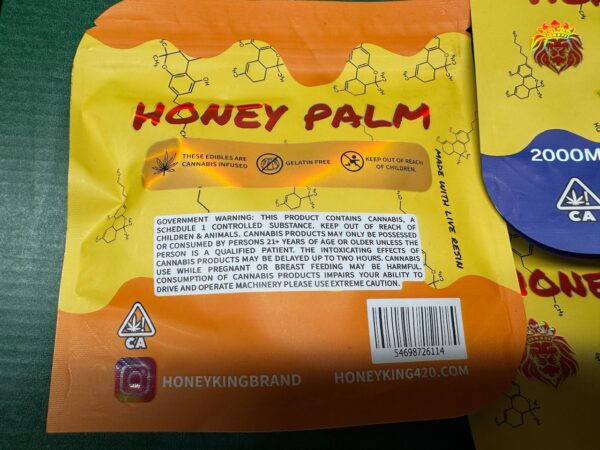 HONEY PALM
THESE EDIBLES ARE
CANNABIS INFUSED
GELATIN FREE
KEEP OUT OF REACH
OF CHILDREN.
MADE WITH LIVE RESIN
GOVERNMENT WARNING: THIS PRODUCT CONTAINS CANNABIS, A
SCHEDULE 1 CONTROLLED SUBSTANCE. KEEP OUT OF REACH OF
CHILDREN & ANIMALS. CANNABIS PRODUCTS MAY ONLY BE POSSESSED
OR CONSUMED BY PERSONS 21+ YEARS OF AGE OR OLDER UNLESS THE
PERSON IS A QUALIFIED PATIENT. THE INTOXICATING EFFECTS OF
CANNABIS PRODUCTS MAY BE DELAYED UP TO TWO HOURS. CANNABIS
USE WHILE PREGNANT OR BREAST FEEDING MAY BE HARMFUL.
CONSUMPTION OF CANNABIS PRODUCTS IMPAIRS YOUR ABILITY TO
DRIVE AND OPERATE MACHINERY PLEASE USE EXTREME CAUTION.
CA
54698726114
HONEYKINGBRAND
HONEYKING420.COM
2000M
CA
HONE